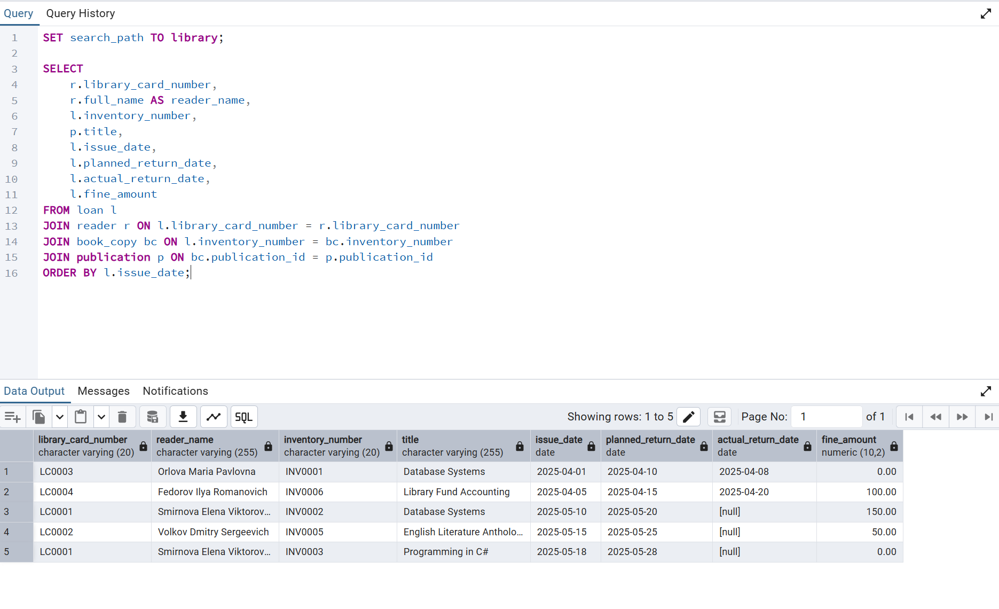 Query Query History
1 SET search_path TO library;
2
3 SELECT
4 r.library_card_number,
5 r.full_name AS reader_name,
6 l.inventory_number,
7 p.title,
8 l.issue_date,
9 l.planned_return_date,
10 l.actual_return_date,
11 l.fine_amount
12 FROM loan l
13 JOIN reader r ON l.library_card_number = r.library_card_number
14 JOIN book_copy bc ON l.inventory_number = bc.inventory_number
15 JOIN publication p ON bc.publication_id = p.publication_id
16 ORDER BY l.issue_date;
Data Output Messages Notifications
SQL Showing rows: 1 to 5 Page No: 1 of 1
library_card_number reader_name inventory_number title issue_date planned_return_date actual_return_date fine_amount
character varying (20) character varying (255) character varying (20) character varying (255) date date date numeric (10,2)
1 LC0003 Orlova Maria Pavlovna INV0001 Database Systems 2025-04-01 2025-04-10 2025-04-08 0.00
2 LC0004 Fedorov Ilya Romanovich INV0006 Library Fund Accounting 2025-04-05 2025-04-15 2025-04-20 100.00
3 LC0001 Smirnova Elena Viktorov... INV0002 Database Systems 2025-05-10 2025-05-20 [null] 150.00
4 LC0002 Volkov Dmitry Sergeevich INV0005 English Literature Antholo... 2025-05-15 2025-05-25 [null] 50.00
5 LC0001 Smirnova Elena Viktorov... INV0003 Programming in C# 2025-05-18 2025-05-28 [null] 0.00